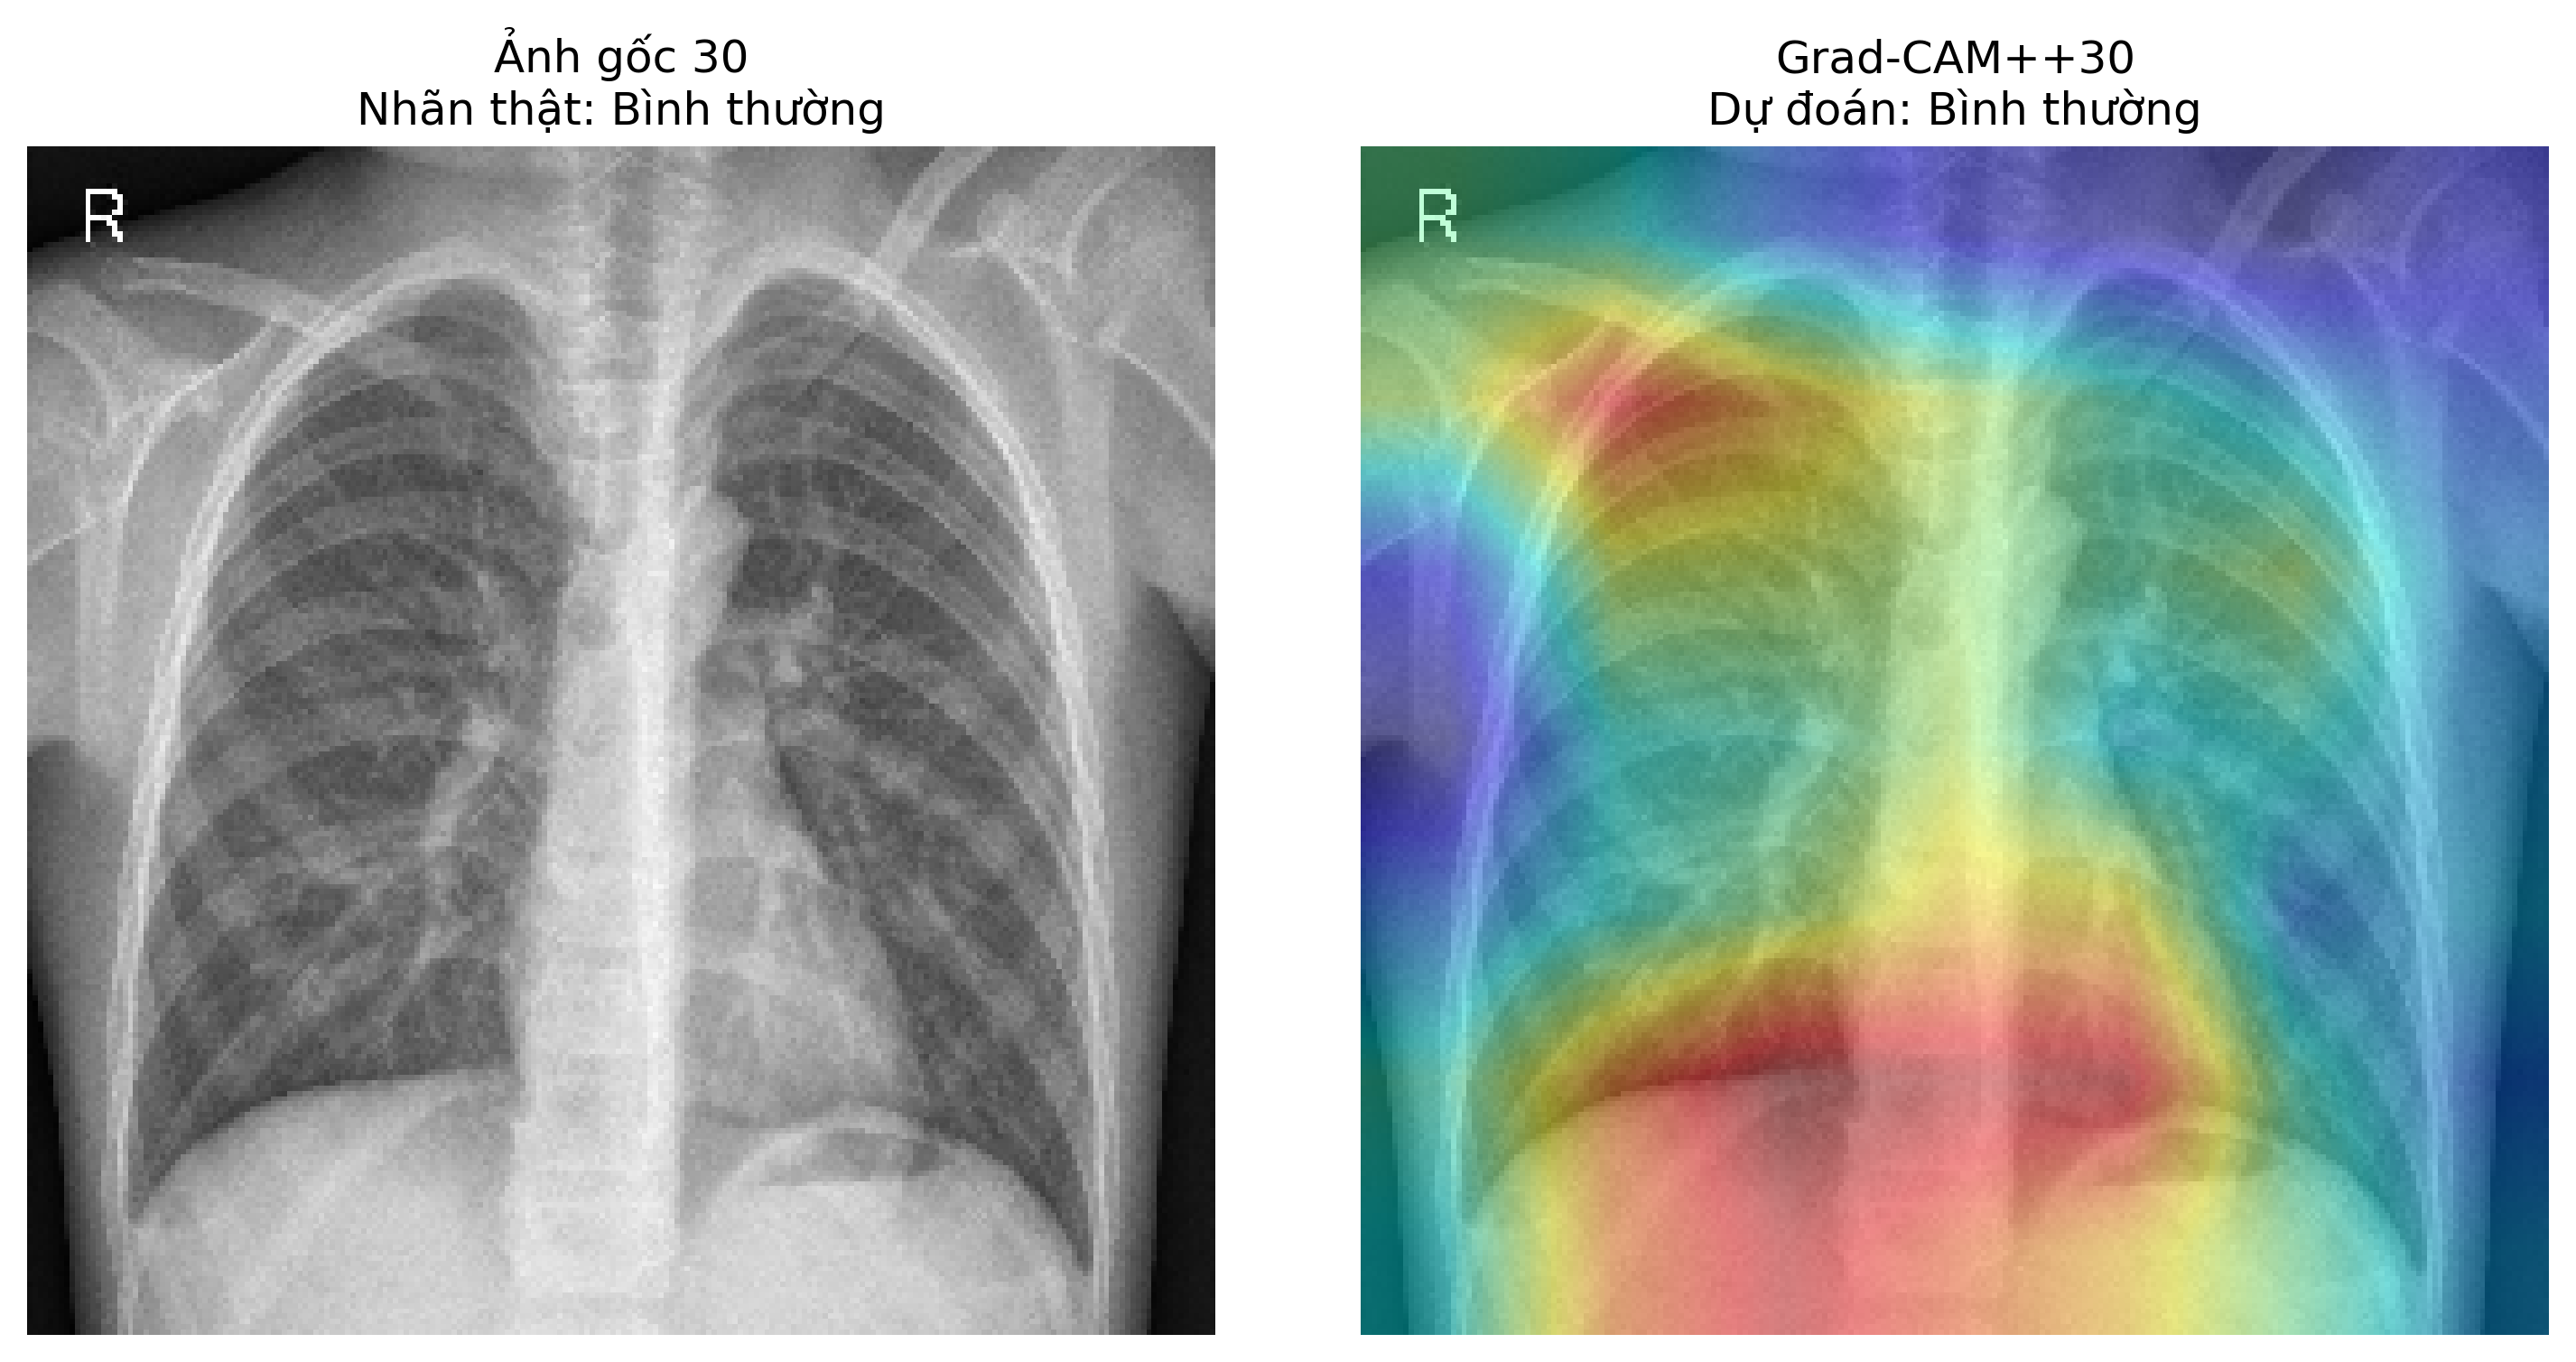 Ảnh gốc 30
Nhãn thật: Bình thường
R
Grad-CAM++30
Dự đoán: Bình thường
R